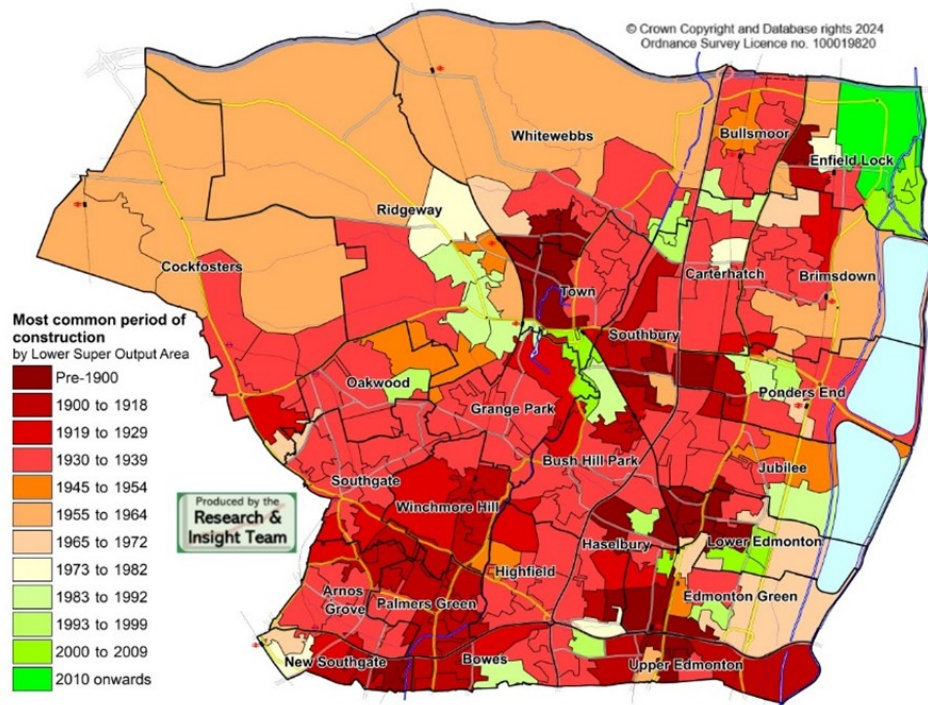 © Crown Copyright and Database rights 2024
Ordnance Survey Licence no. 100019820
Bullsmoor
Whitewebbs
Enfield Lock
Ridgeway
Cockfosters
Carterhatch
Brimsdown
Town
Southbury
Most common period of
construction
by Lower Super Output Area
Pre-1900
1900 to 1918
1919 to 1929
1930 to 1939
1945 to 1954
1955 to 1964
1965 to 1972
1973 to 1982
1983 to 1992
1993 to 1999
2000 to 2009
2010 onwards
Oakwood
Ponders End
Grange Park
Bush Hill Park
Jubilee
Southgate
Winchmore Hill
Produced by the
Research &
Insight Team
Haselbury
Lower Edmonton
Highfield
Arnos
Grove
Palmers Green
Edmonton Green
New Southgate
Bowes
Upper Edmonton